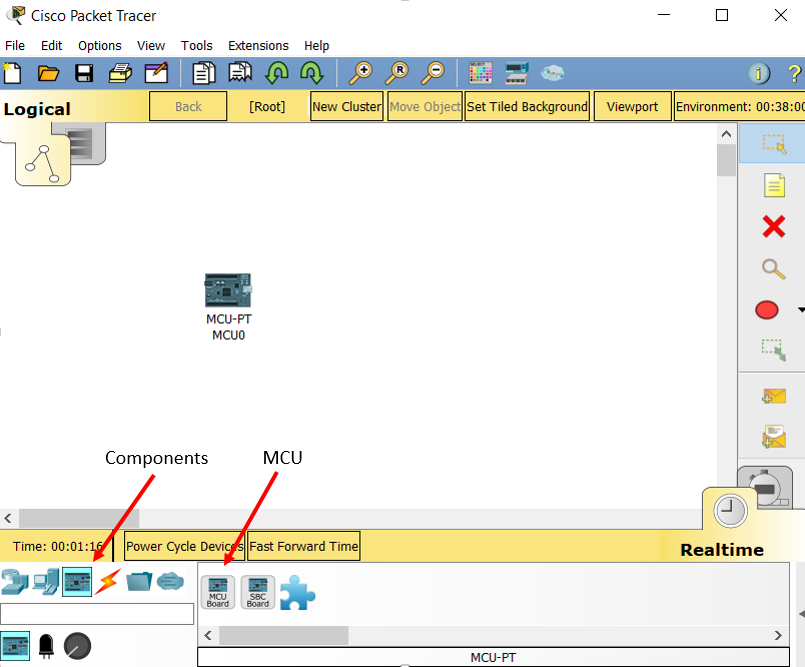 Cisco Packet Tracer
File Edit Options View Tools Extensions Help
Logical Back [Root] New Cluster Move Object Set Tiled Background Viewport Environment: 00:38:00
MCU-PT
MCU0
Components MCU
Time: 00:01:16 Power Cycle Devices Fast Forward Time
Realtime
MCU
Board
SBC
Board
MCU-PT